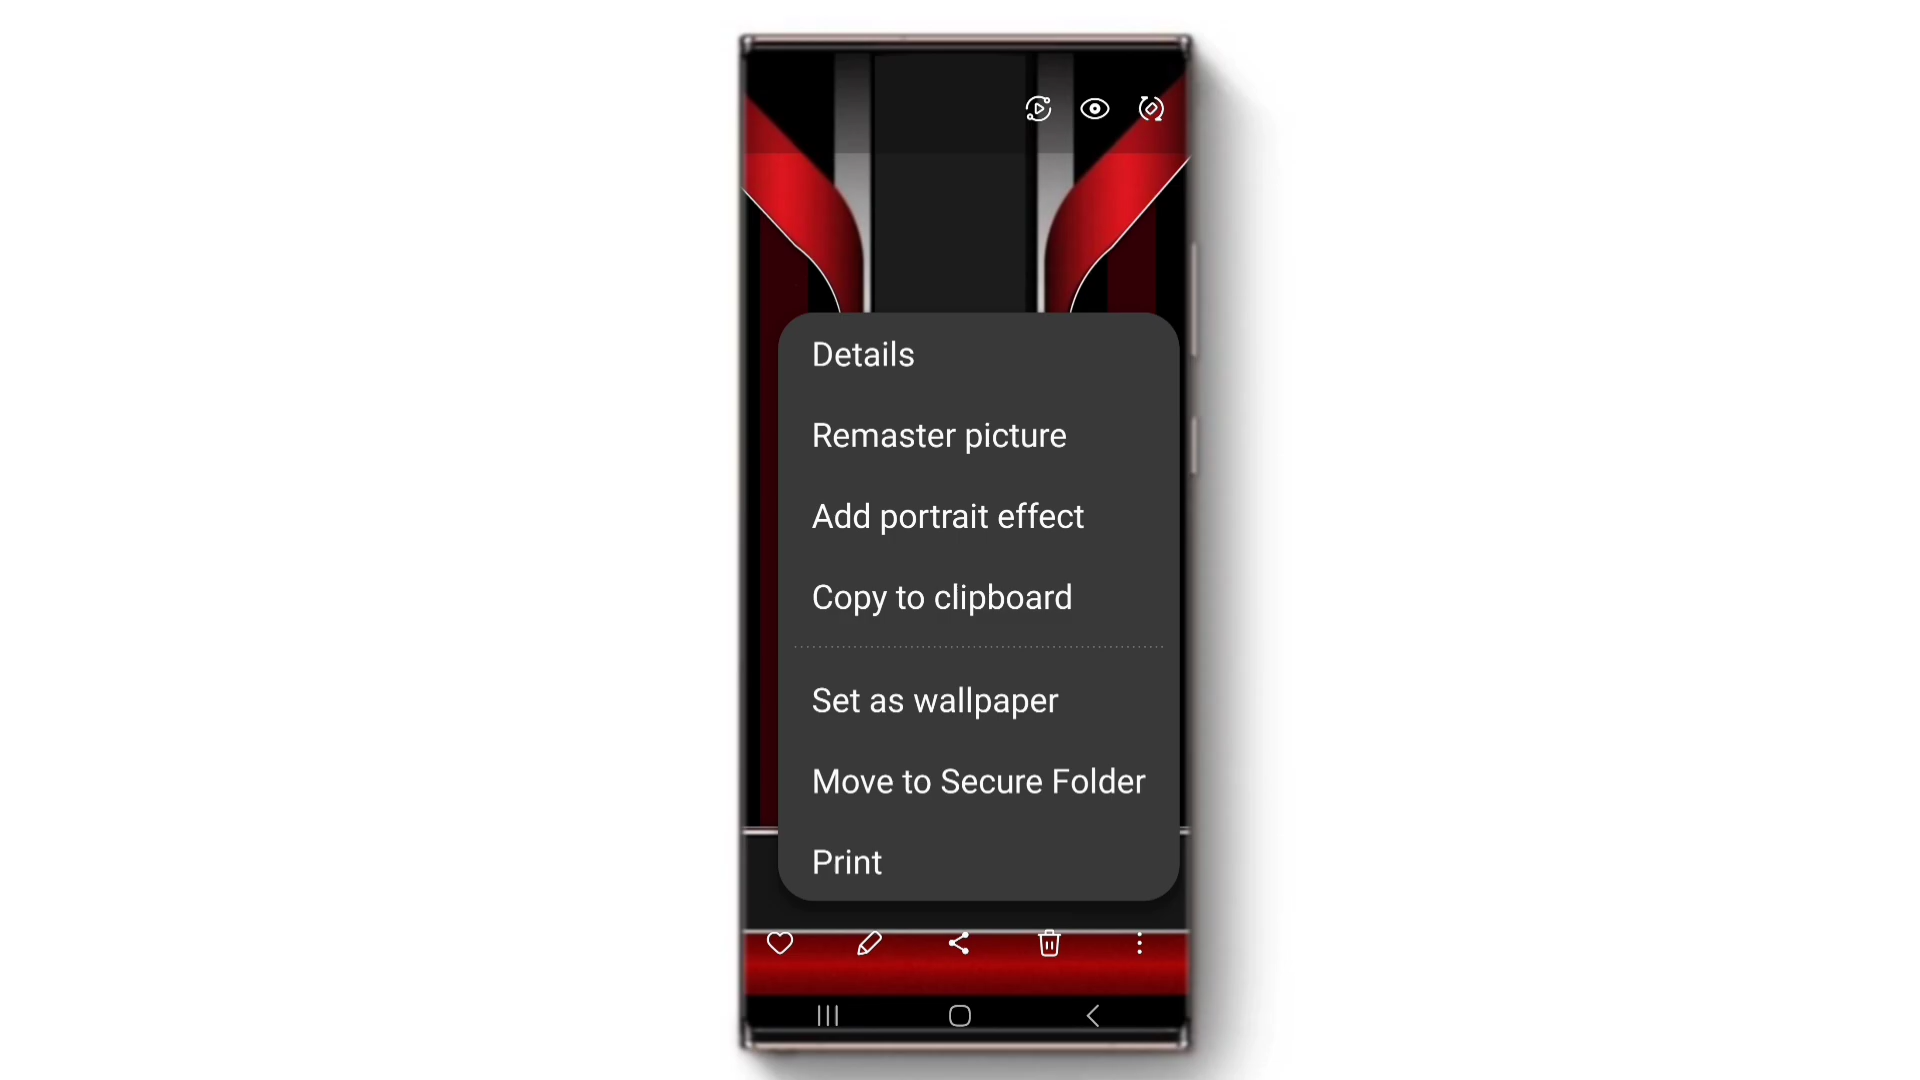 Details
Remaster picture
Add portrait effect
Copy to clipboard
Set as wallpaper
Move to Secure Folder
Print